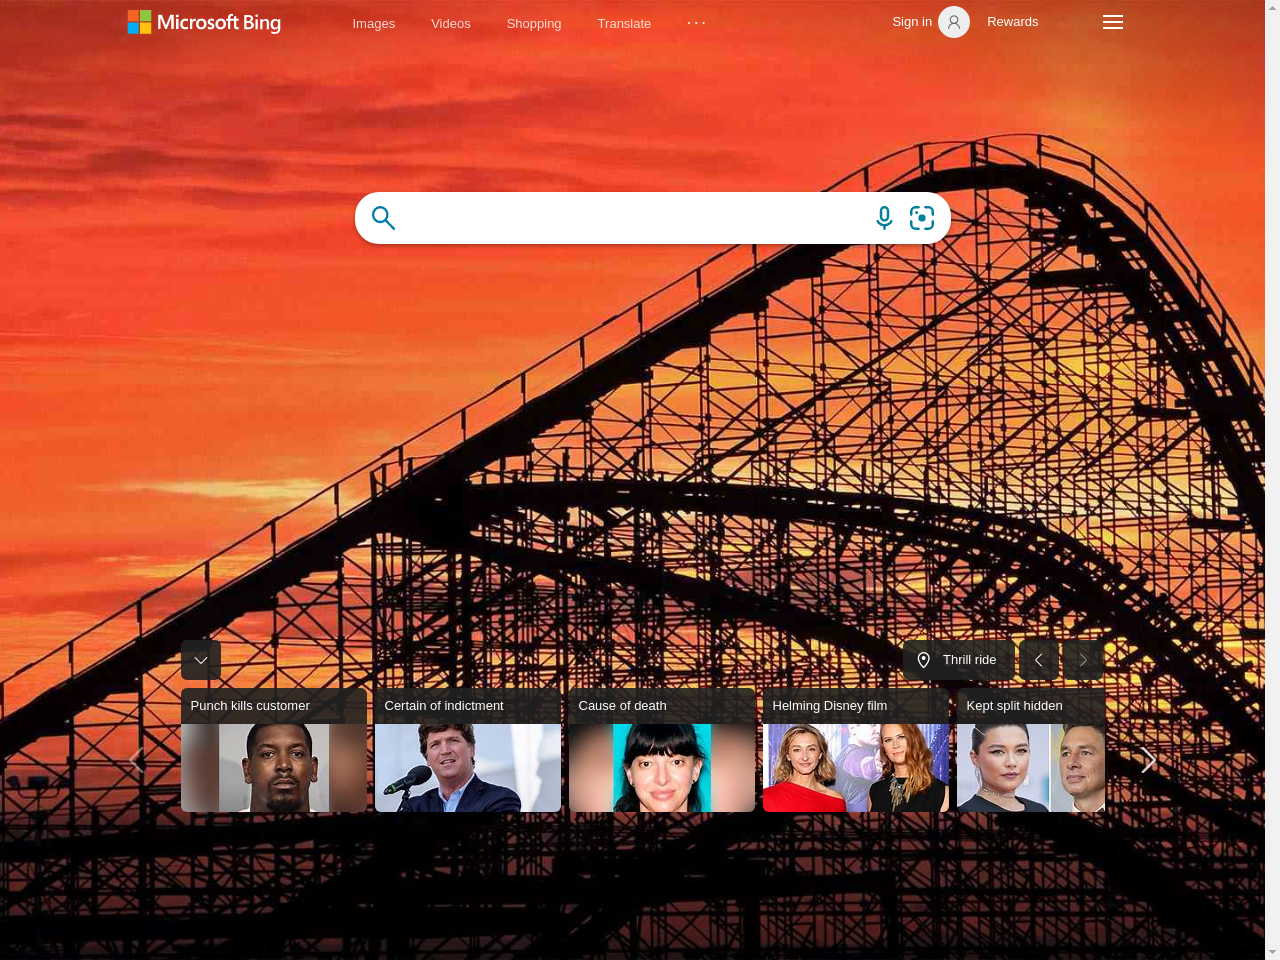 Microsoft Bing
Images
Videos
Shopping
Translate
Sign in
Rewards
Thrill ride
Punch kills customer
Certain of indictment
Cause of death
Helming Disney film
Kept split hidden